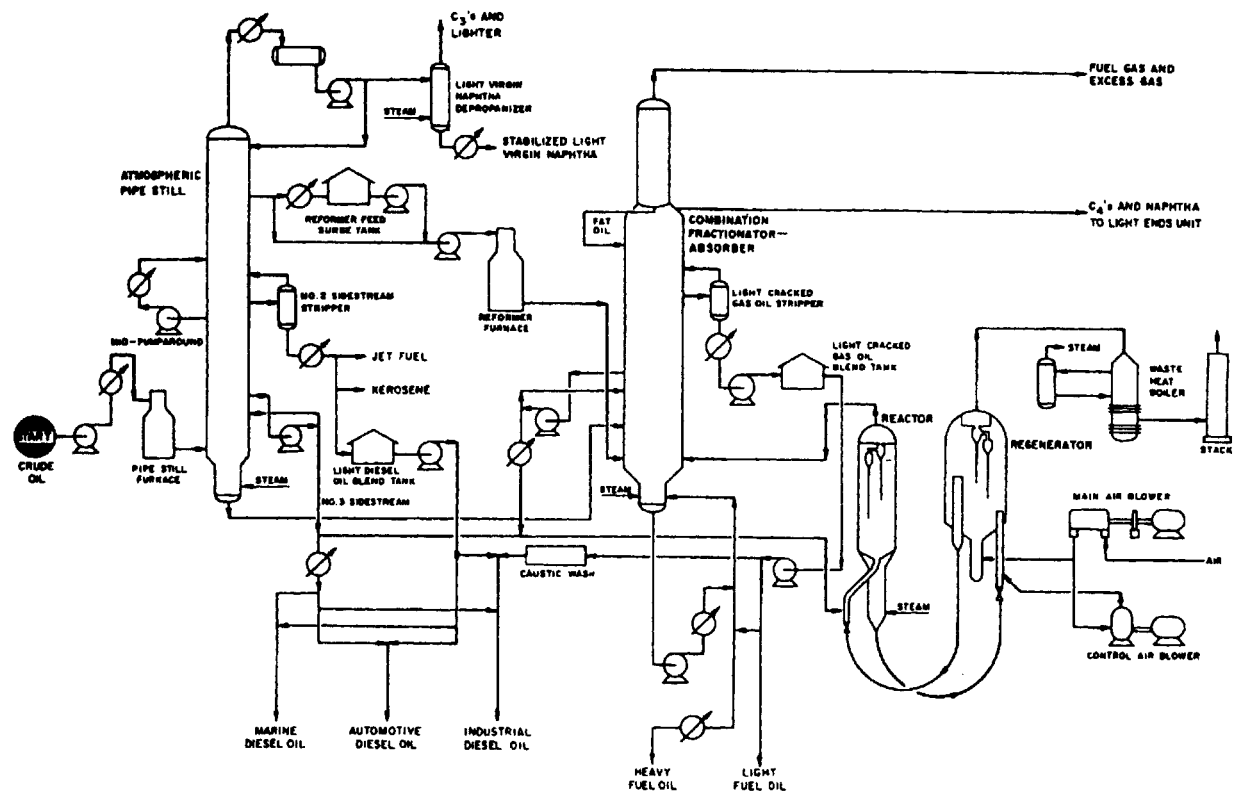 C3's AND
LIGHTER
LIGHT VIRGIN
NAPHTHA
DEPROPANIZER
STEAM
STABILIZED LIGHT
VIRGIN NAPHTHA
FUEL GAS AND
EXCESS GAS
ATMOSPHERIC
PIPE STILL
REFORMER FEED
SURGE TANK
FAT
OIL
COMBINATION
FRACTIONATOR—
ABSORBER
C4's AND NAPHTHA
TO LIGHT ENDS UNIT
NO. 2 SIDESTREAM
STRIPPER
LIGHT CRACKED
GAS OIL STRIPPER
REFORMER
FURNACE
MID-PUMPAROUND
JET FUEL
KEROSENE
LIGHT CRACKED
GAS OIL
BLEND TANK
STEAM
WASTE
HEAT
BOILER
STACK
START
CRUDE
OIL
PIPE STILL
FURNACE
STEAM
LIGHT DIESEL
OIL BLEND TANK
NO. 3 SIDESTREAM
STEAM
REACTOR
REGENERATOR
MAIN AIR BLOWER
AIR
CAUSTIC WASH
STEAM
CONTROL AIR BLOWER
MARINE
DIESEL OIL
AUTOMOTIVE
DIESEL OIL
INDUSTRIAL
DIESEL OIL
HEAVY
FUEL OIL
LIGHT
FUEL OIL